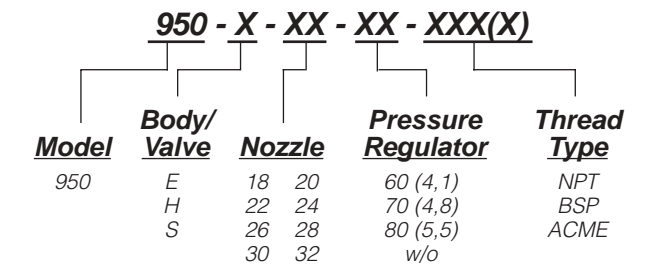 950 - X - XX - XX - XXX(X)
Body/ Pressure Thread
Model Valve Nozzle Regulator Type
950 E 18 20 60 (4,1) NPT
H 22 24 70 (4,8) BSP
S 26 28 80 (5,5) ACME
30 32 w/o